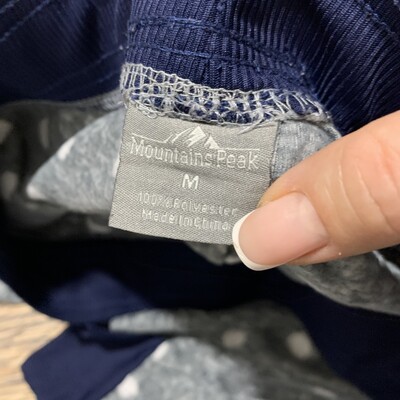 Mountains Peak
M
100% Polyester
Made In China